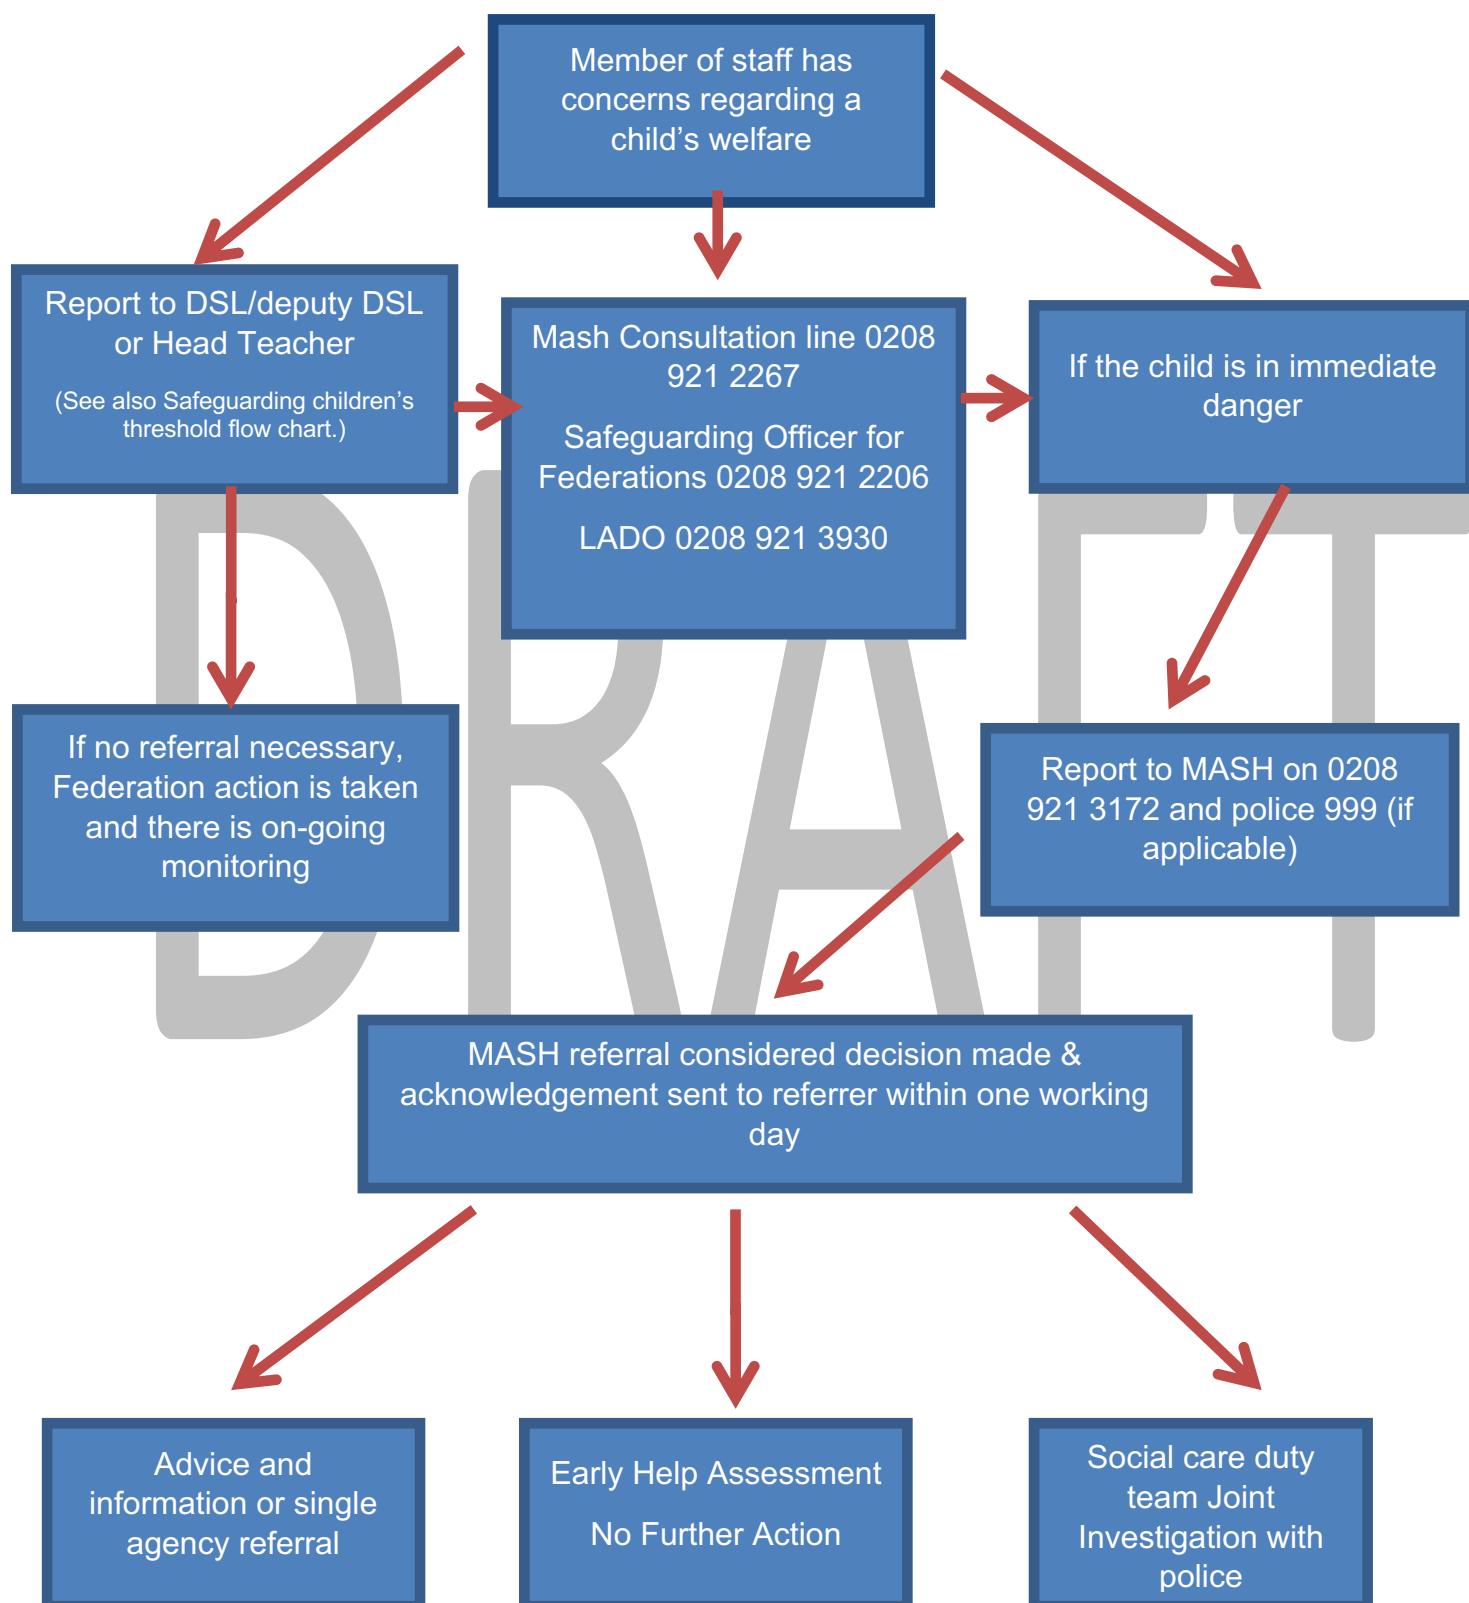 Member of staff has
concerns regarding a
child’s welfare
Report to DSL/deputy DSL
or Head Teacher
(See also Safeguarding children’s
threshold flow chart.)
Mash Consultation line 0208
921 2267
Safeguarding Officer for
Federations 0208 921 2206
LADO 0208 921 3930
If the child is in immediate
danger
DRAFT
If no referral necessary,
Federation action is taken
and there is on-going
monitoring
Report to MASH on 0208
921 3172 and police 999 (if
applicable)
MASH referral considered decision made &
acknowledgement sent to referrer within one working
day
Advice and
information or single
agency referral
Early Help Assessment
No Further Action
Social care duty
team Joint
Investigation with
police